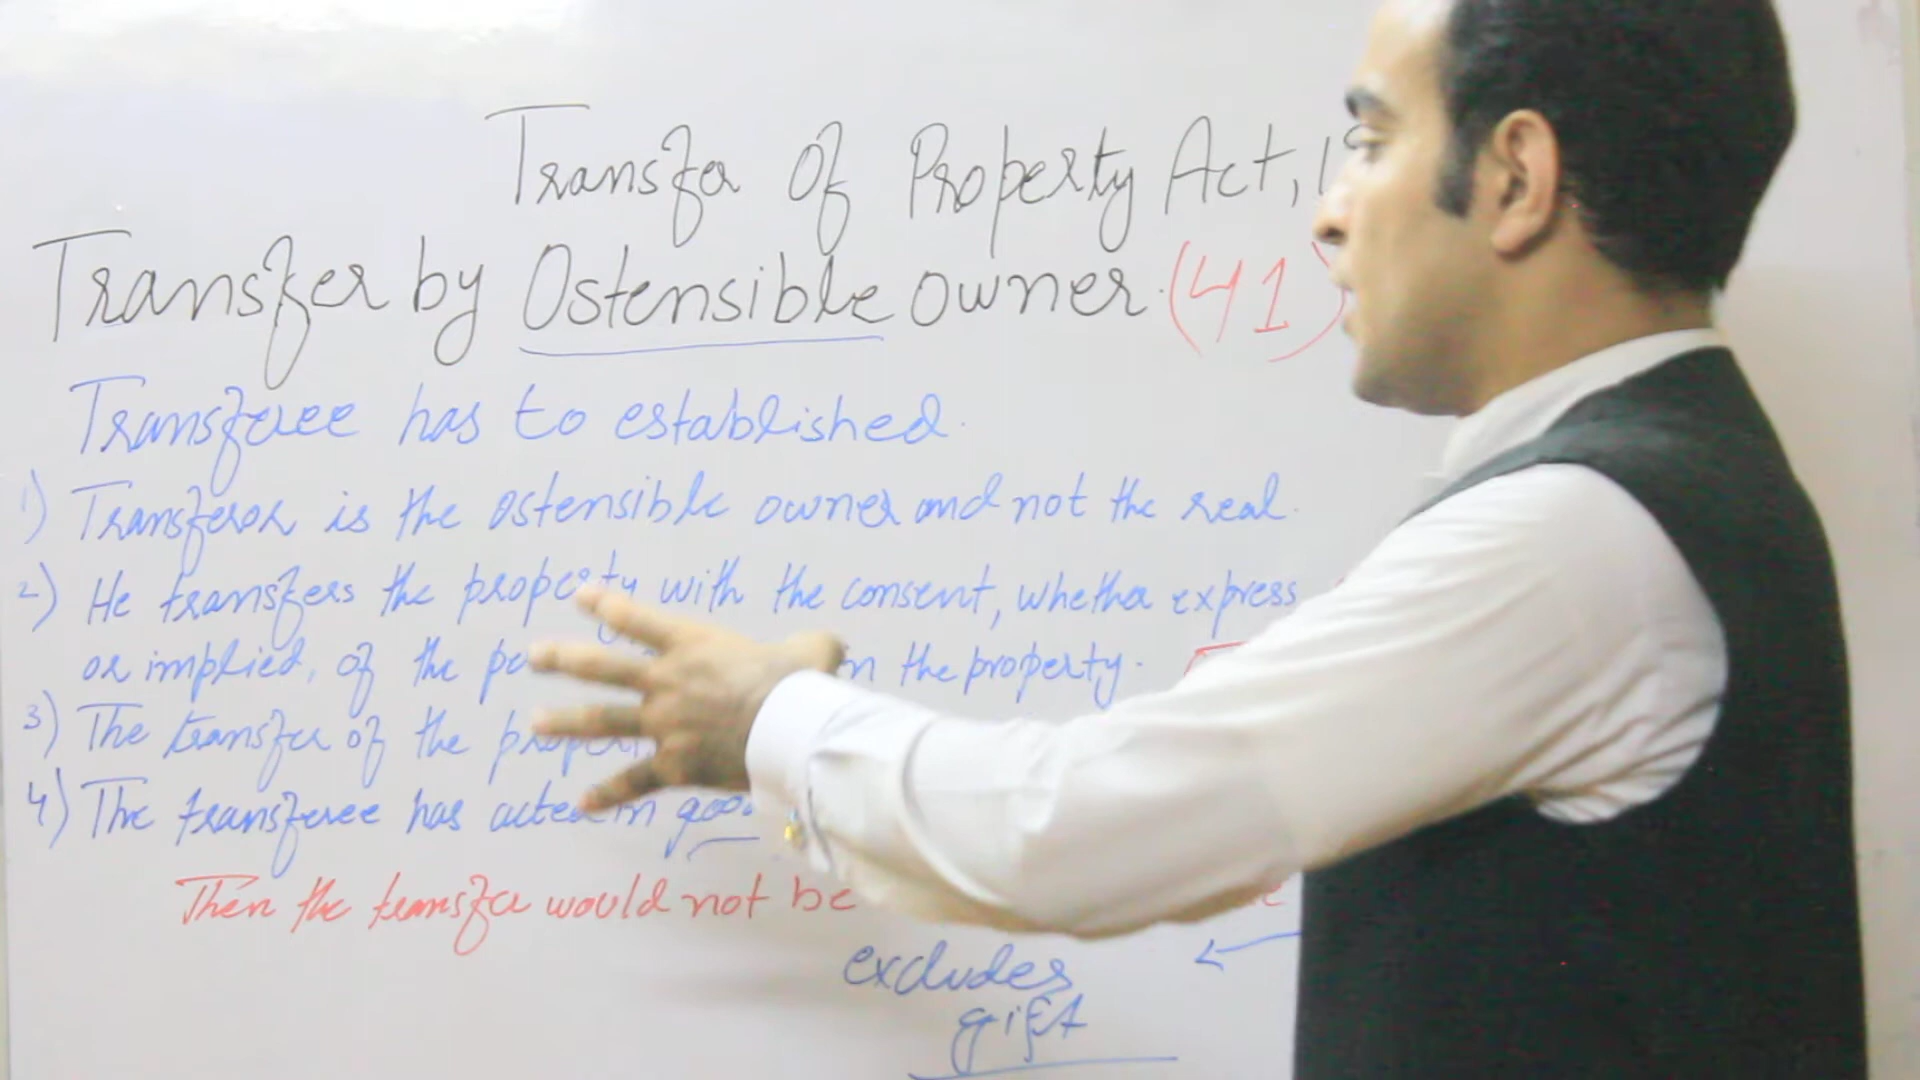 Transfer Of Property Act, 1
Transfer by Ostensible owner (41)
Transferee has to established.
1) Transferor is the ostensible owner and not the real.
2) He transfers the property with the consent, whether express
or implied, of the in the property.
3) The transfer of the
4) The transferee has acted in
Then the transfer would not be
excludes
gift